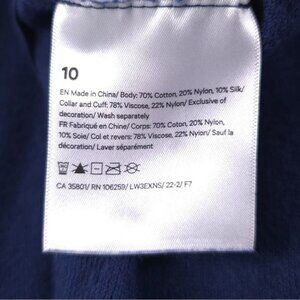 10
EN Made in China/ Body: 70% Cotton, 20% Nylon, 10% Silk/
Collar and Cuff: 78% Viscose, 22% Nylon/ Exclusive of
decoration/ Wash separately
FR Fabriqué en Chine/ Corps: 70% Coton, 20% Nylon,
10% Soie/ Col et revers: 78% Viscose, 22% Nylon/ Sauf la
décoration/ Laver séparément
CA 35801/ RN 106259/ LW3EXNS/ 22-2/ F7